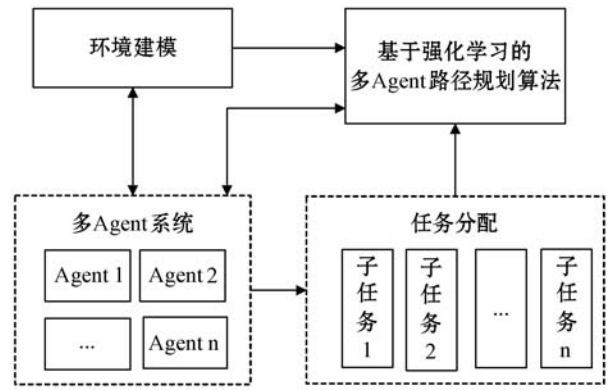 环境建模
基于强化学习的
多Agent路径规划算法
多Agent系统
Agent 1
Agent 2
...
Agent n
任务分配
子任务1
子任务2
...
子任务n